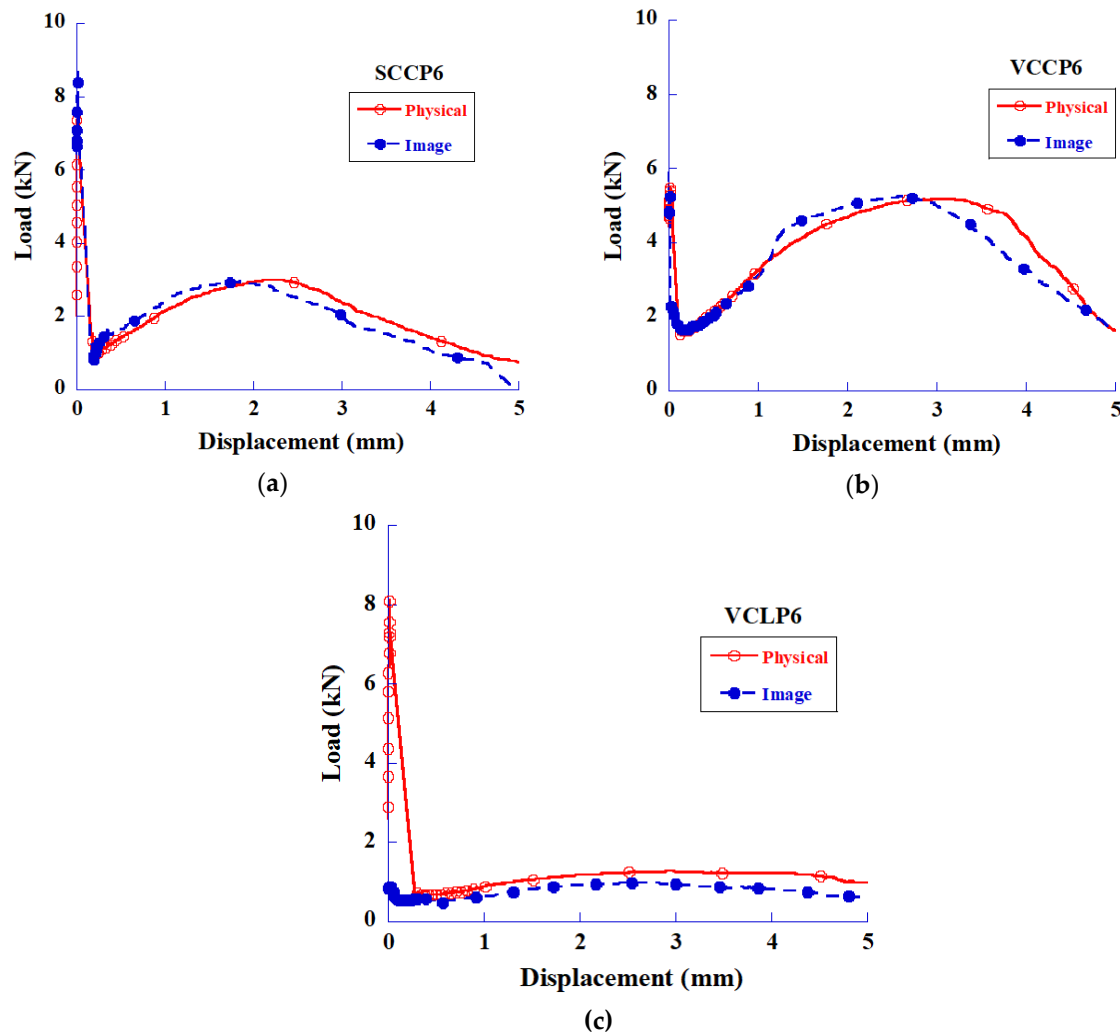 10
8
6
4
2
0
Load (kN)
SCCP6
Physical
Image
0 1 2 3 4 5
Displacement (mm)
(a)
10
8
6
4
2
0
Load (kN)
VCCP6
Physical
Image
0 1 2 3 4 5
Displacement (mm)
(b)
10
8
6
4
2
0
Load (kN)
VCLP6
Physical
Image
0 1 2 3 4 5
Displacement (mm)
(c)